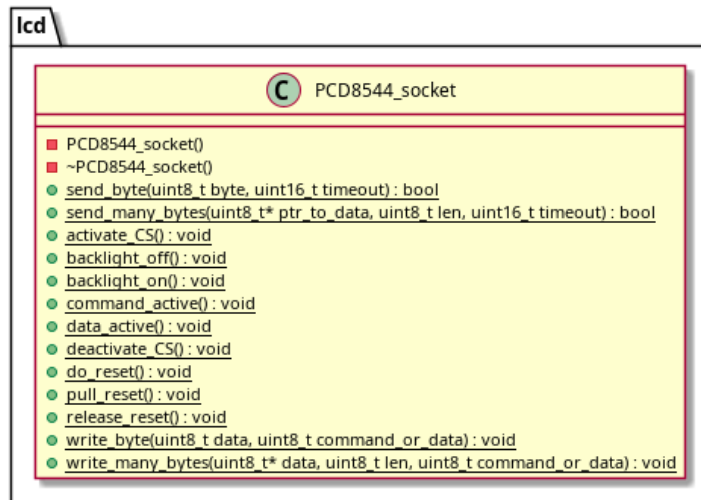 lcd
C PCD8544_socket
PCD8544_socket()
~PCD8544_socket()
send_byte(uint8_t byte, uint16_t timeout) : bool
send_many_bytes(uint8_t* ptr_to_data, uint8_t len, uint16_t timeout) : bool
activate_CS() : void
backlight_off() : void
backlight_on() : void
command_active() : void
data_active() : void
deactivate_CS() : void
do_reset() : void
pull_reset() : void
release_reset() : void
write_byte(uint8_t data, uint8_t command_or_data) : void
write_many_bytes(uint8_t* data, uint8_t len, uint8_t command_or_data) : void